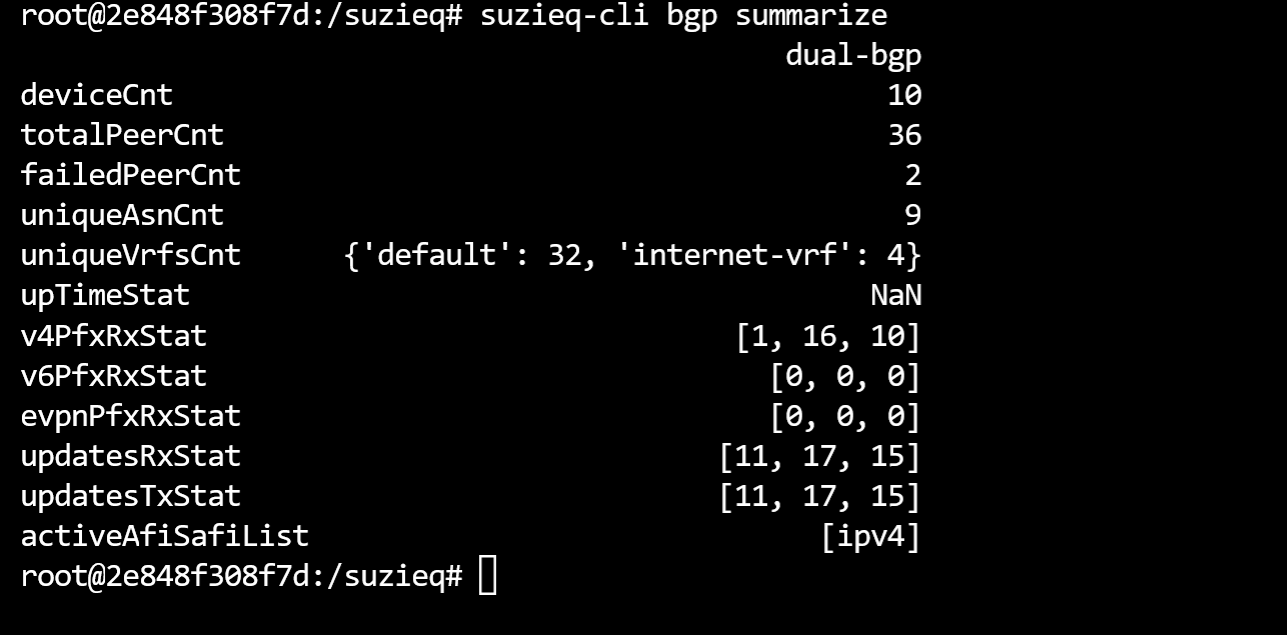 root@2e848f308f7d:/suzieq# suzieq-cli bgp summarize
dual-bgp
deviceCnt 10
totalPeerCnt 36
failedPeerCnt 2
uniqueAsnCnt 9
uniqueVrfsCnt {'default': 32, 'internet-vrf': 4}
upTimeStat NaN
v4PfxRxStat [1, 16, 10]
v6PfxRxStat [0, 0, 0]
evpnPfxRxStat [0, 0, 0]
updatesRxStat [11, 17, 15]
updatesTxStat [11, 17, 15]
activeAfiSafiList [ipv4]
root@2e848f308f7d:/suzieq#